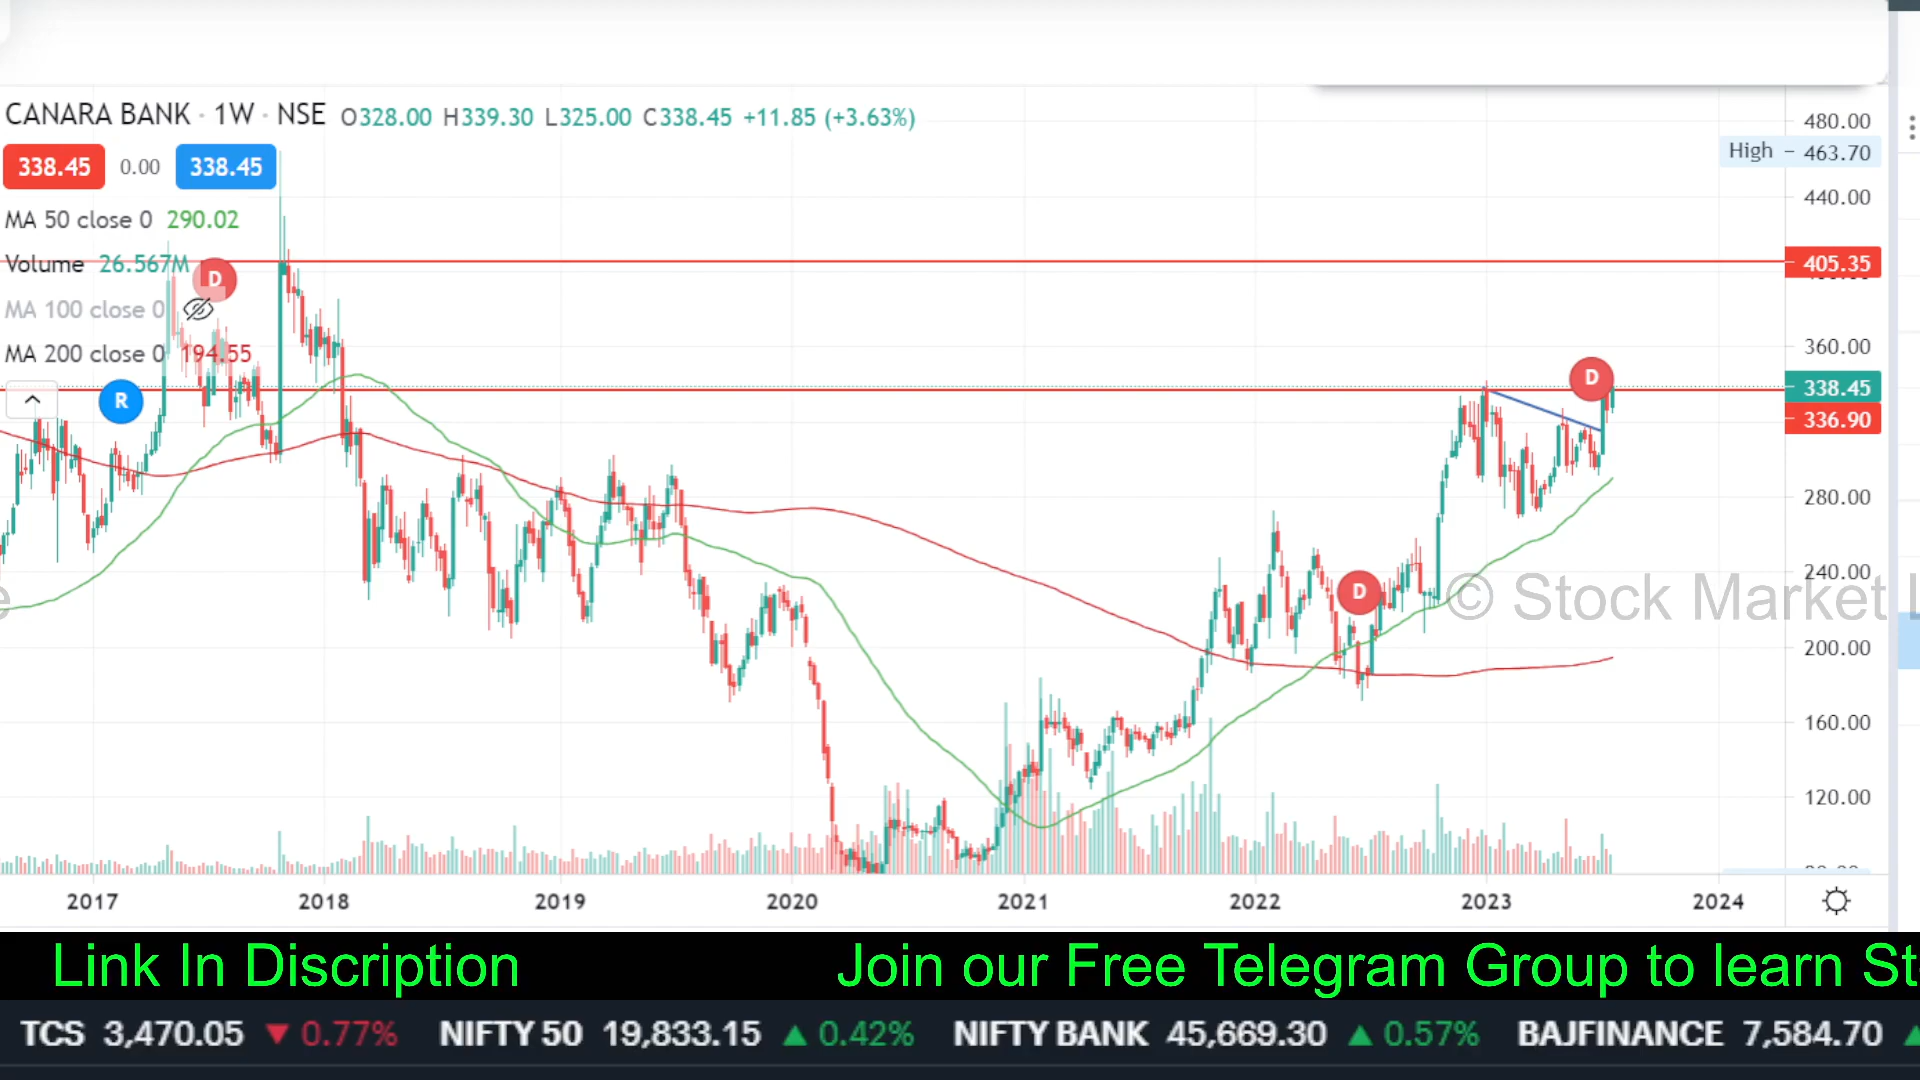 CANARA BANK · 1W · NSE O328.00 H339.30 L325.00 C338.45 +11.85 (+3.63%)
338.45 0.00 338.45
MA 50 close 0 290.02
Volume 26.567M
D
MA 100 close 0
MA 200 close 0 194.55
R
D
D
480.00
High 463.70
440.00
405.35
360.00
338.45
336.90
280.00
240.00
200.00
160.00
120.00
© Stock Market L
2017 2018 2019 2020 2021 2022 2023 2024
Link In Discription Join our Free Telegram Group to learn St
TCS 3,470.05 ▼ 0.77% NIFTY 50 19,833.15 ▲ 0.42% NIFTY BANK 45,669.30 ▲ 0.57% BAJFINANCE 7,584.70 ▲